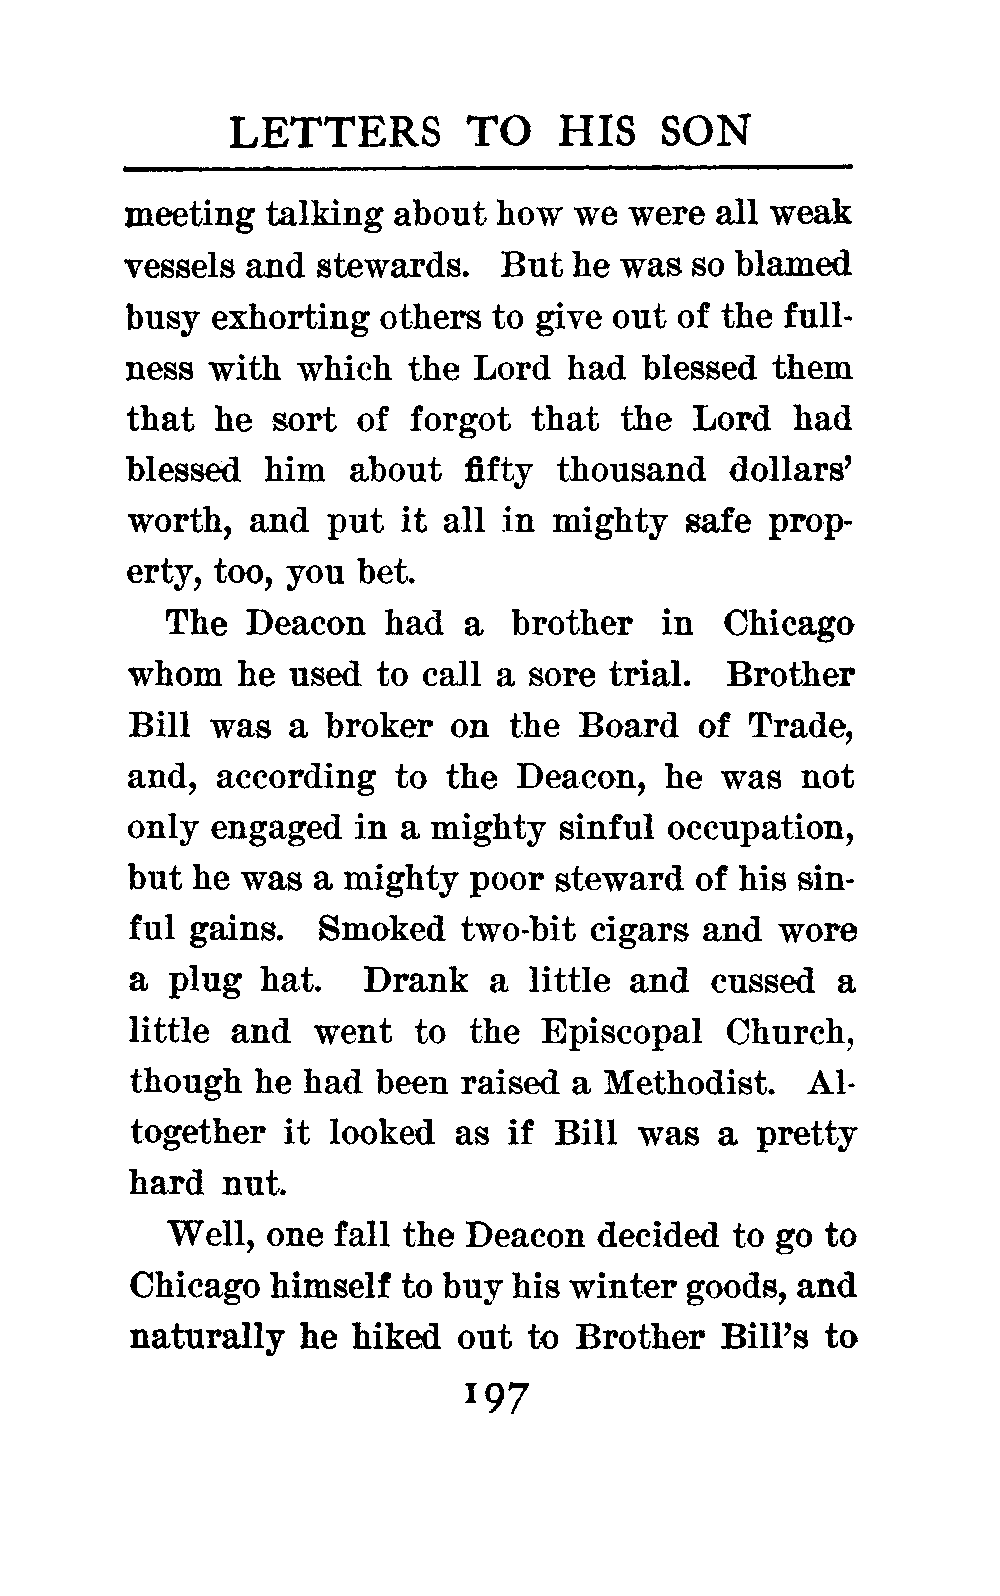 LETTERS TO HIS SON
meeting talking about how we were all weak
vessels and stewards. But he was so blamed
busy exhorting others to give out of the full-
ness with which the Lord had blessed them
that he sort of forgot that the Lord had
blessed him about fifty thousand dollars'
worth, and put it all in mighty safe prop-
erty, too, you bet.
The Deacon had a brother in Chicago
whom he used to call a sore trial. Brother
Bill was a broker on the Board of Trade,
and, according to the Deacon, he was not
only engaged in a mighty sinful occupation,
but he was a mighty poor steward of his sin-
ful gains. Smoked two-bit cigars and wore
a plug hat. Drank a little and cussed a
little and went to the Episcopal Church,
though he had been raised a Methodist. Al-
together it looked as if Bill was a pretty
hard nut.
Well, one fall the Deacon decided to go to
Chicago himself to buy his winter goods, and
naturally he hiked out to Brother Bill's to
197